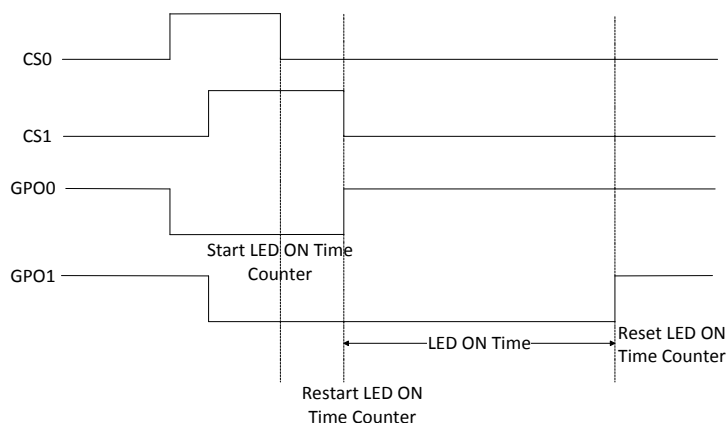 CS0
CS1
GPO0
Start LED ON Time
Counter
GPO1
LED ON Time
Reset LED ON
Time Counter
Restart LED ON
Time Counter